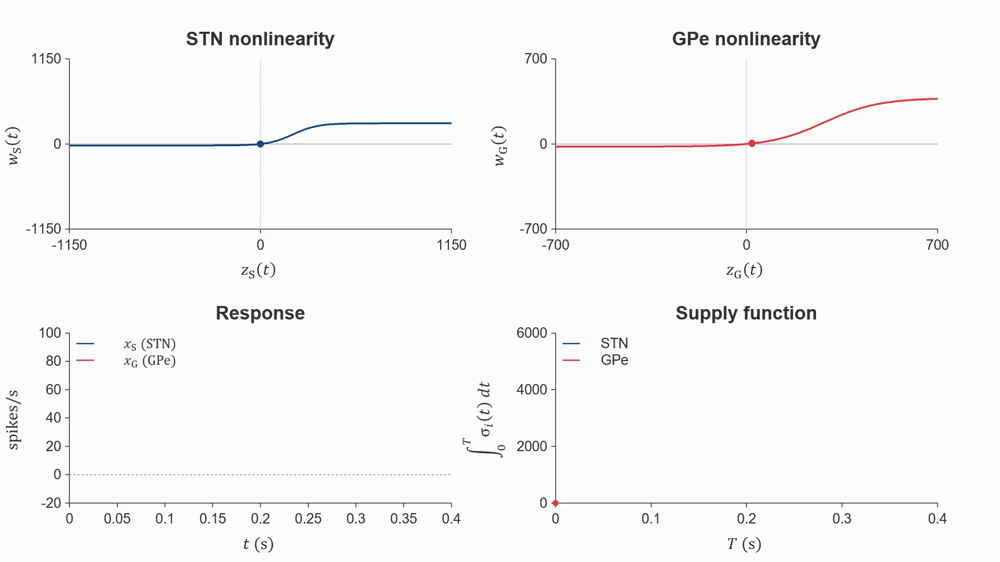 STN nonlinearity
1150
0
-1150
-1150 0 1150
w_S(t)
z_S(t)
GPe nonlinearity
700
0
-700
-700 0 700
w_G(t)
z_G(t)
Response
100
80
60
40
20
0
-20
x_S (STN)
x_G (GPe)
spikes/s
0 0.05 0.1 0.15 0.2 0.25 0.3 0.35 0.4
t (s)
Supply function
6000
4000
2000
0
STN
GPe
∫_0^T σ_i(t) dt
0 0.1 0.2 0.3 0.4
T (s)